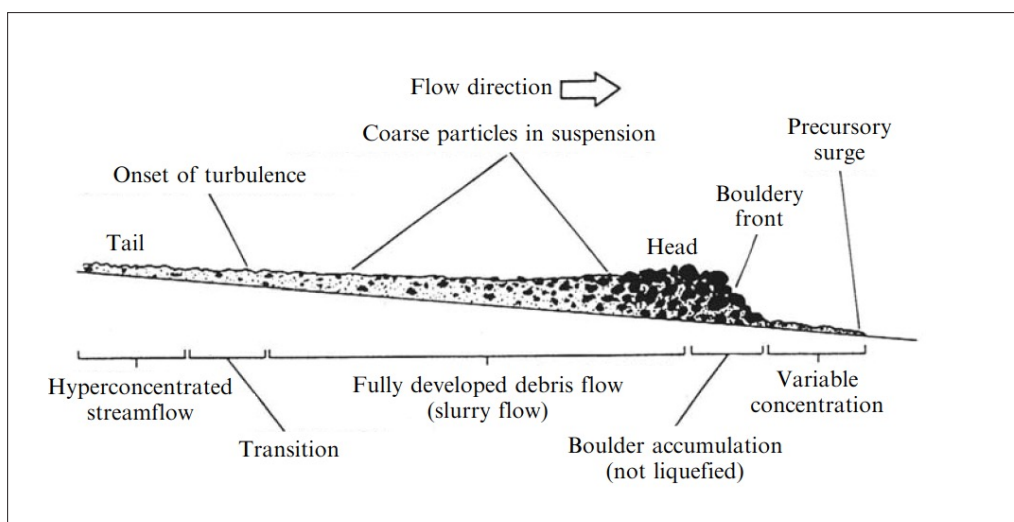 Flow direction
Coarse particles in suspension
Precursory
surge
Onset of turbulence
Bouldery
front
Tail
Head
Hyperconcentrated
streamflow
Transition
Fully developed debris flow
(slurry flow)
Boulder accumulation
(not liquefied)
Variable
concentration